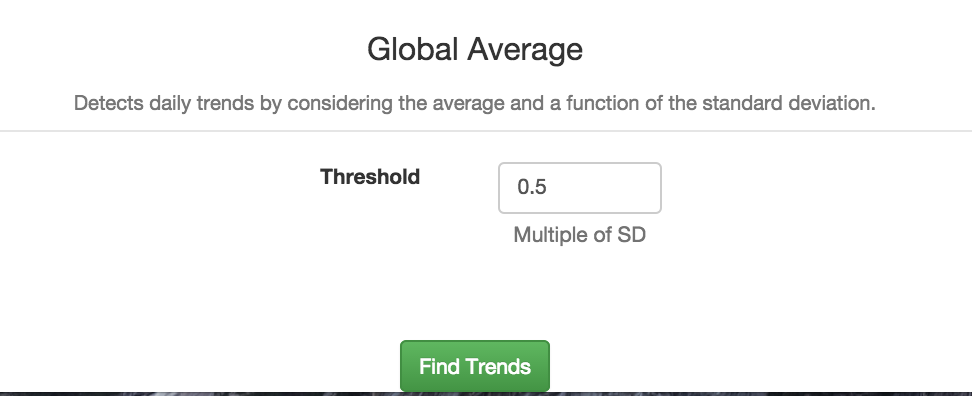 Global Average
Detects daily trends by considering the average and a function of the standard deviation.
Threshold
0.5
Multiple of SD
Find Trends